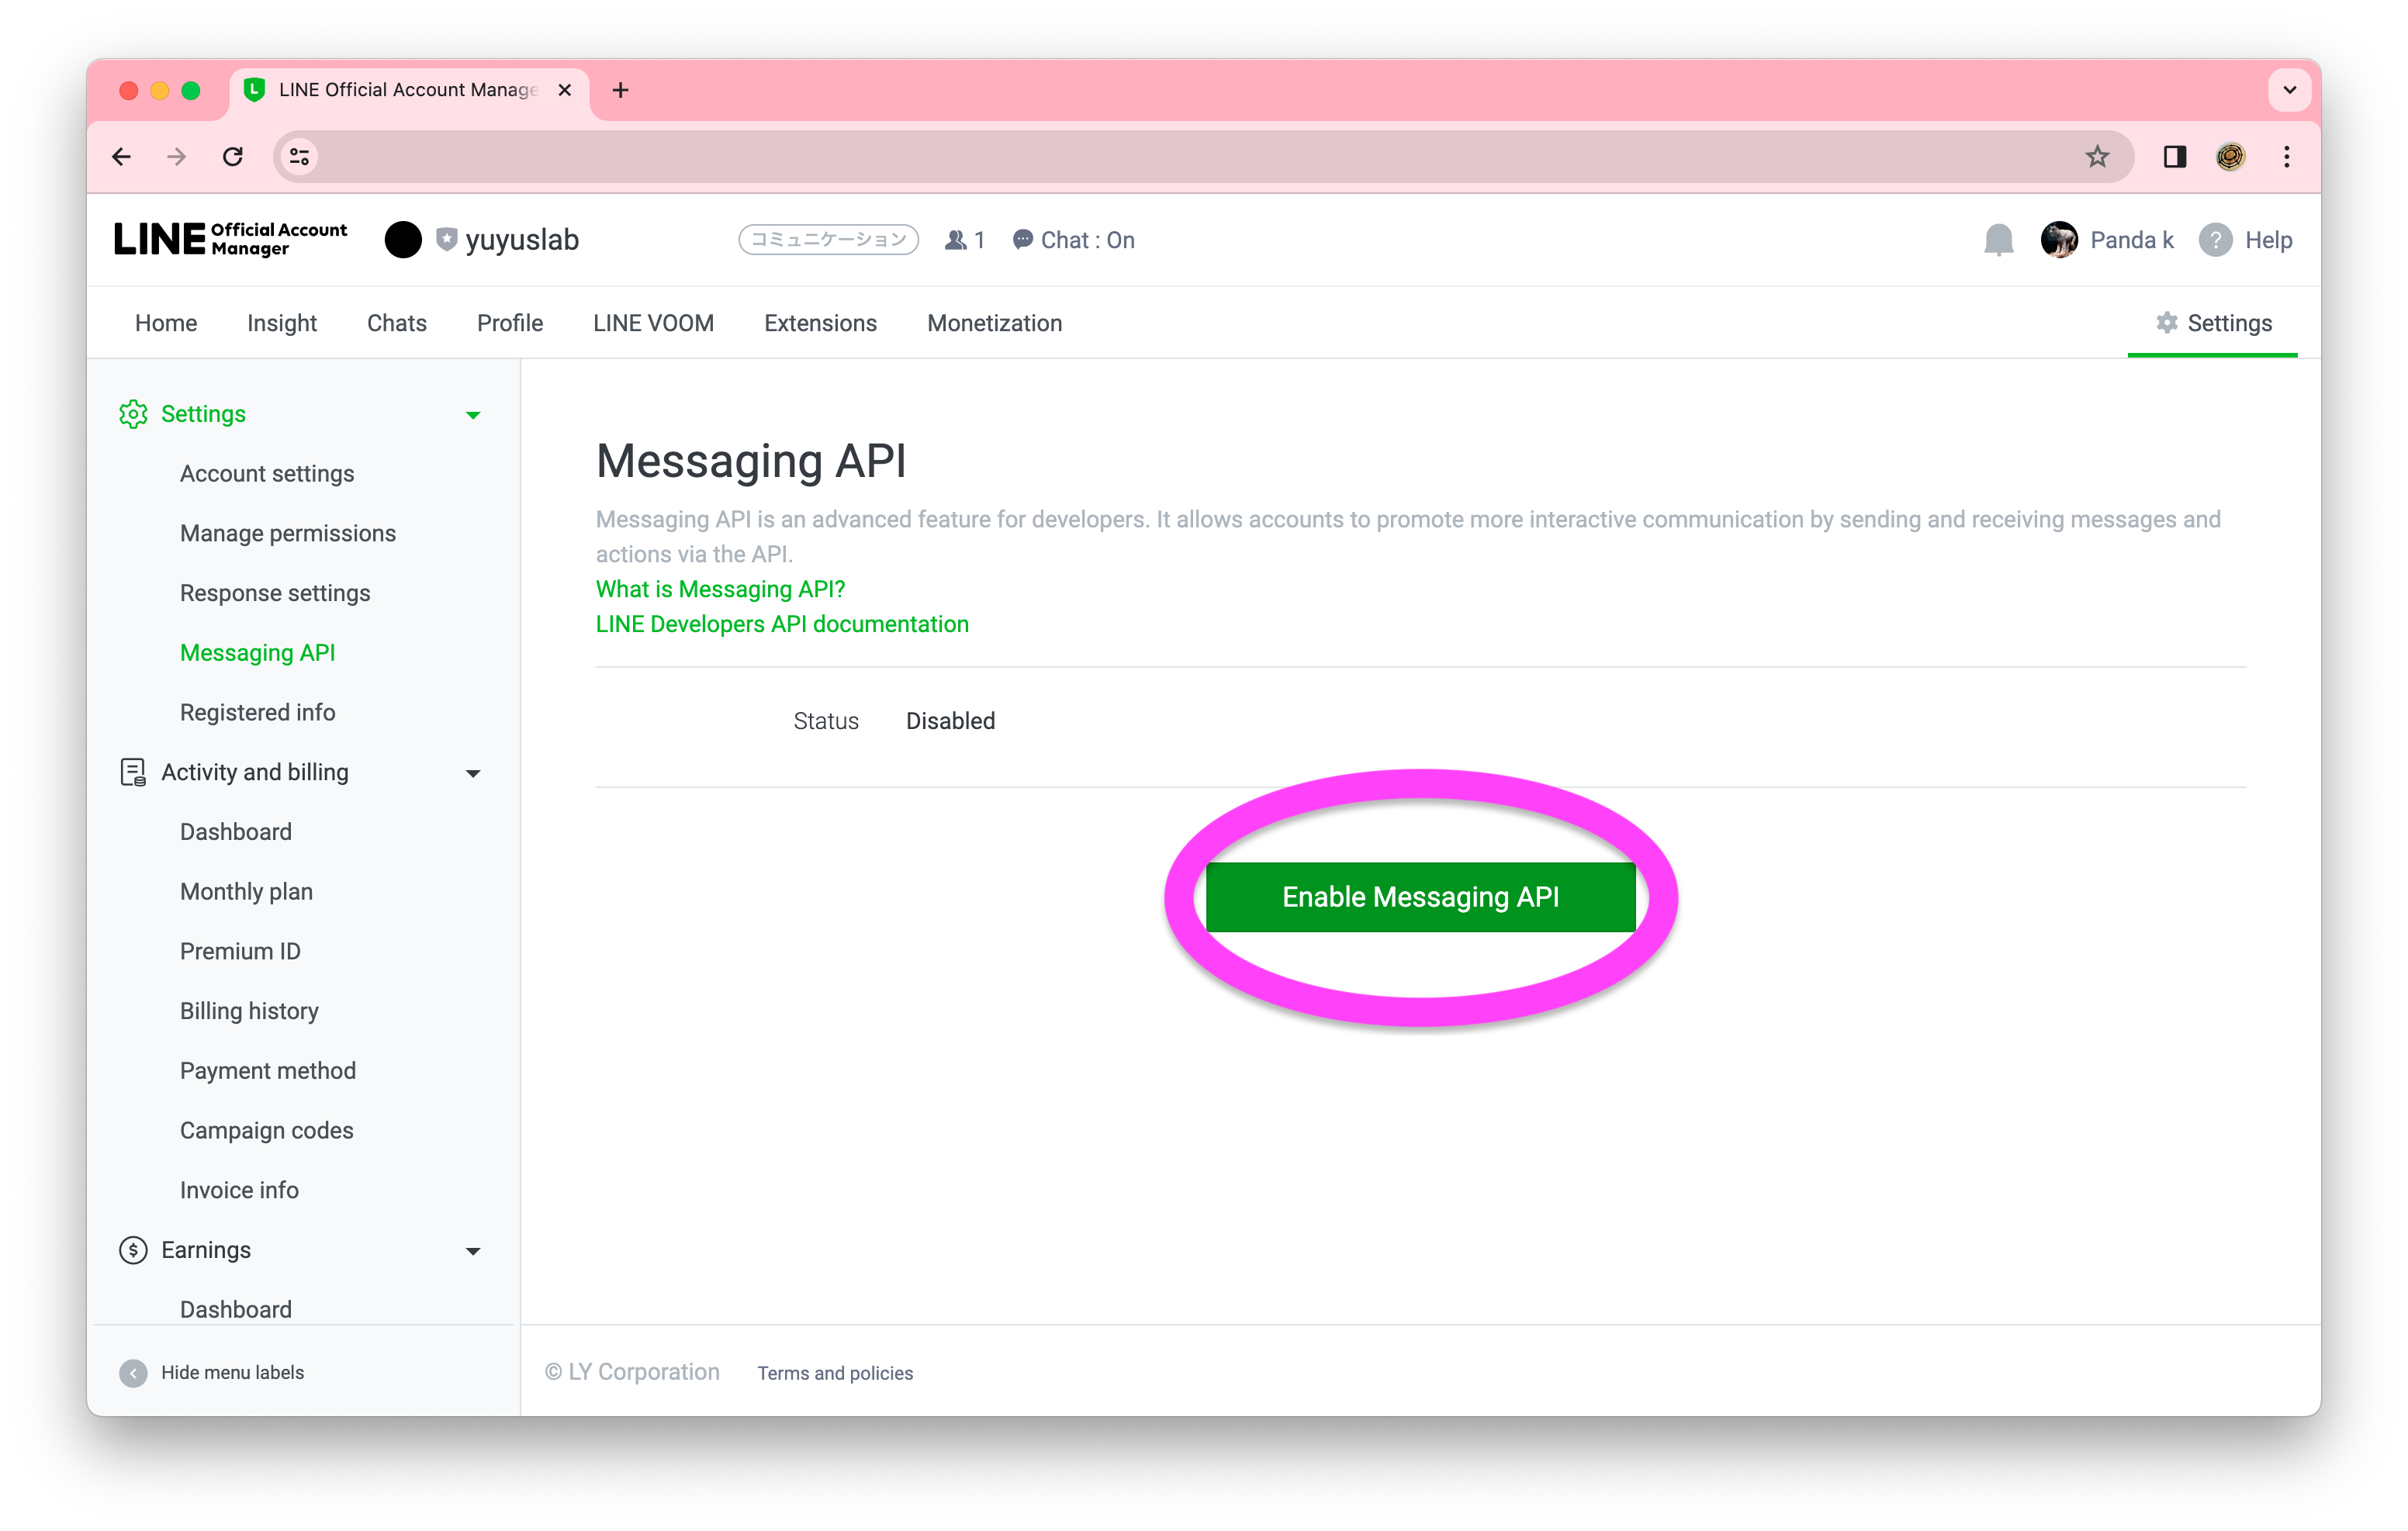 LINE Official Account Manage
LINE Official Account Manager
yuyuslab
コミュニケーション
1
Chat : On
Panda k
? Help
Home
Insight
Chats
Profile
LINE VOOM
Extensions
Monetization
Settings
Settings
Account settings
Manage permissions
Response settings
Messaging API
Registered info
Activity and billing
Dashboard
Monthly plan
Premium ID
Billing history
Payment method
Campaign codes
Invoice info
Earnings
Dashboard
Hide menu labels
Messaging API
Messaging API is an advanced feature for developers. It allows accounts to promote more interactive communication by sending and receiving messages and
actions via the API.
What is Messaging API?
LINE Developers API documentation
Status Disabled
Enable Messaging API
© LY Corporation
Terms and policies